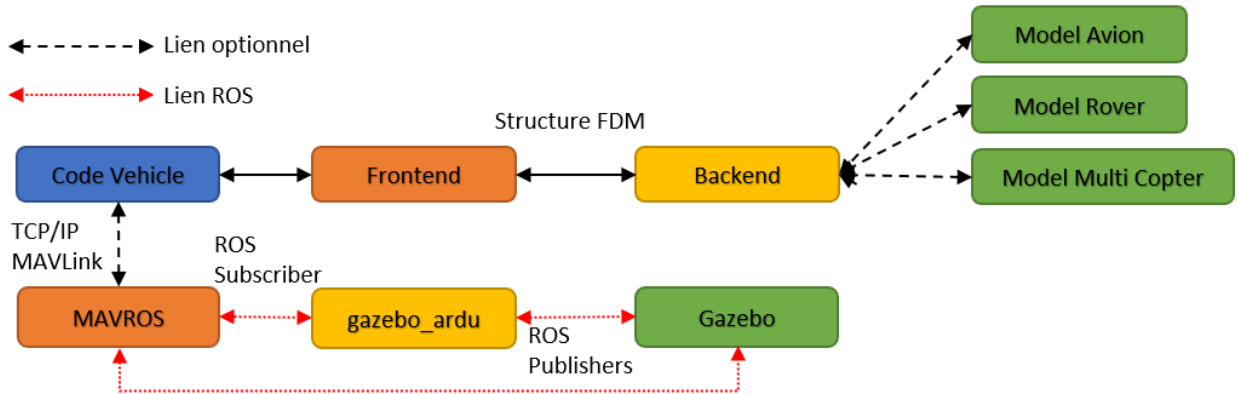 Lien optionnel
Lien ROS
Model Avion
Model Rover
Structure FDM
Code Vehicle
Frontend
Backend
Model Multi Copter
TCP/IP
MAVLink
ROS
Subscriber
MAVROS
gazebo_ardu
Gazebo
ROS
Publishers